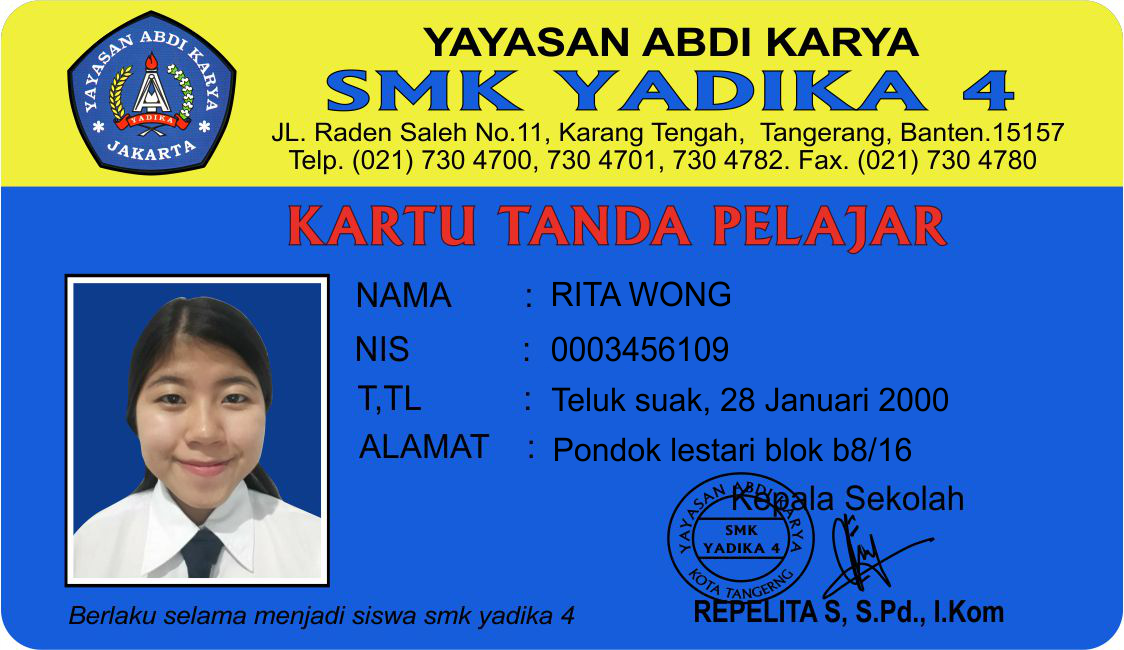 YAYASAN ABDI KARYA
YADIKA
JAKARTA
YAYASAN ABDI KARYA
SMK YADIKA 4
JL. Raden Saleh No.11, Karang Tengah, Tangerang, Banten.15157
Telp. (021) 730 4700, 730 4701, 730 4782. Fax. (021) 730 4780
KARTU TANDA PELAJAR
NAMA : RITA WONG
NIS : 0003456109
T,TL : Teluk suak, 28 Januari 2000
ALAMAT : Pondok lestari blok b8/16
Kepala Sekolah
YAYASAN ABDI KARYA
SMK
YADIKA 4
KOTA TANGERNG
REPELITA S, S.Pd., I.Kom
Berlaku selama menjadi siswa smk yadika 4